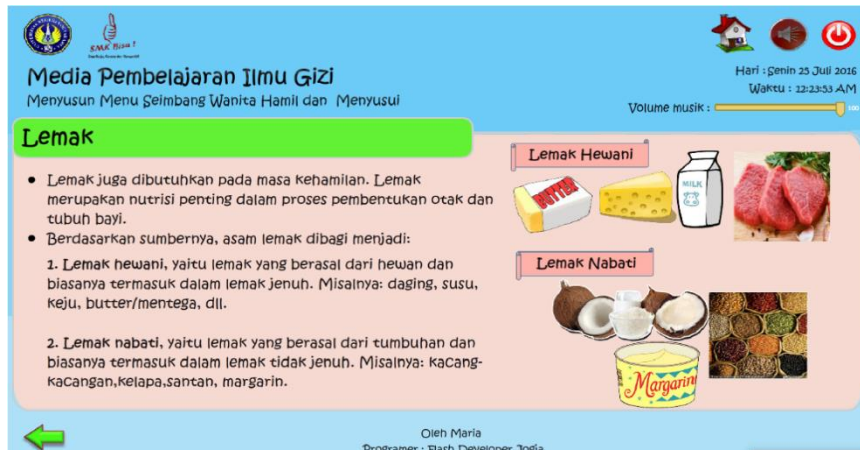 SMK Bisa!
Media Pembelajaran Ilmu Gizi
Menyusun Menu Seimbang Wanita Hamil dan Menyusui
Hari : Senin 25 Juli 2016
Waktu : 12:23:53 AM
Volume musik :
100
Lemak
• Lemak juga dibutuhkan pada masa kehamilan. Lemak
merupakan nutrisi penting dalam proses pembentukan otak dan
tubuh bayi.
• Berdasarkan sumbernya, asam lemak dibagi menjadi:
1. Lemak hewani, yaitu lemak yang berasal dari hewan dan
biasanya termasuk dalam lemak jenuh. Misalnya: daging, susu,
keju, butter/mentega, dll.
2. Lemak nabati, yaitu lemak yang berasal dari tumbuhan dan
biasanya termasuk dalam lemak tidak jenuh. Misalnya: kacang-
kacangan,kelapa,santan, margarin.
Lemak Hewani
BUTTER
MILK
Lemak Nabati
Margarine
Oleh Maria
Programer : Flash Developer Jogja